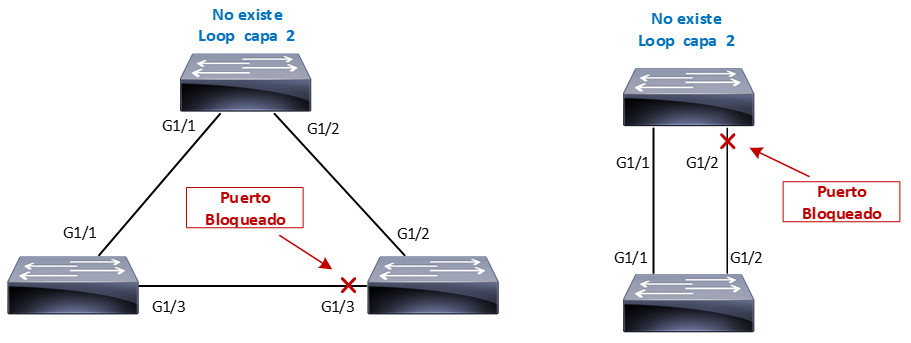 No existe
Loop capa 2
G1/1
G1/2
Puerto
Bloqueado
G1/1
G1/2
G1/3
G1/3
No existe
Loop capa 2
G1/1
G1/2
Puerto
Bloqueado
G1/1
G1/2